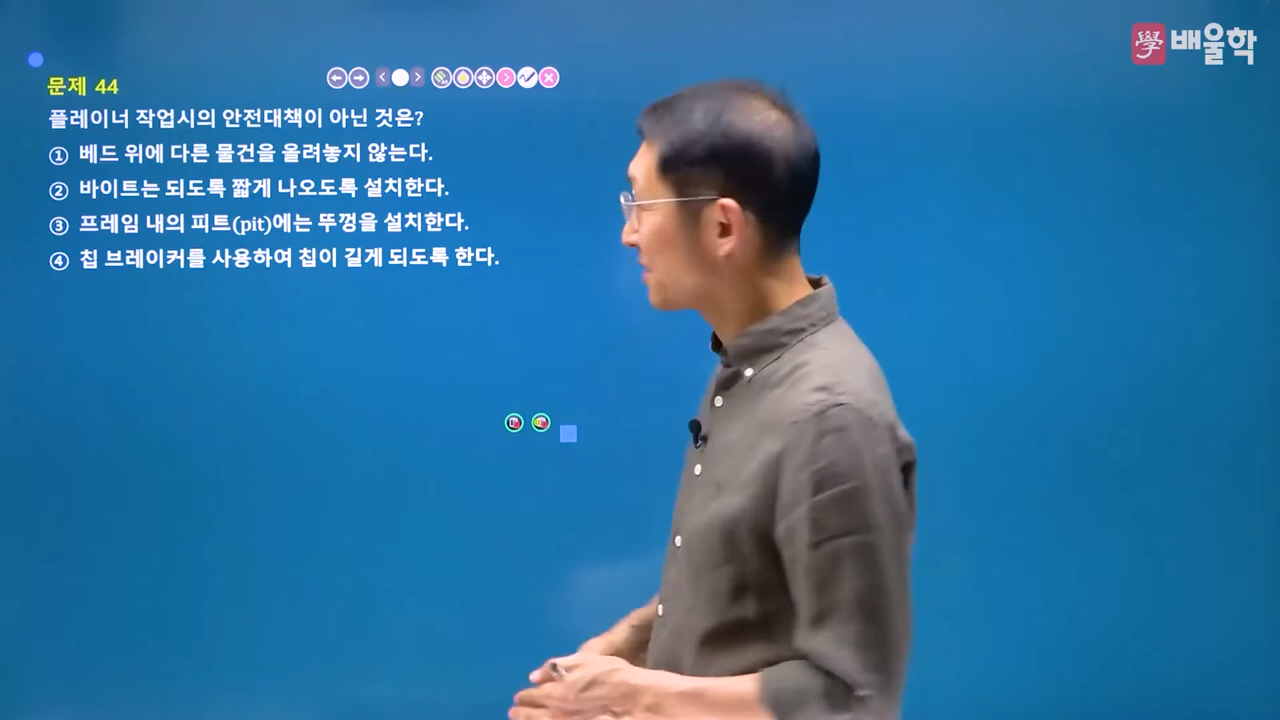 學 배울학
문제 44
플레이너 작업시의 안전대책이 아닌 것은?
① 베드 위에 다른 물건을 올려놓지 않는다.
② 바이트는 되도록 짧게 나오도록 설치한다.
③ 프레임 내의 피트(pit)에는 뚜껑을 설치한다.
④ 칩 브레이커를 사용하여 칩이 길게 되도록 한다.